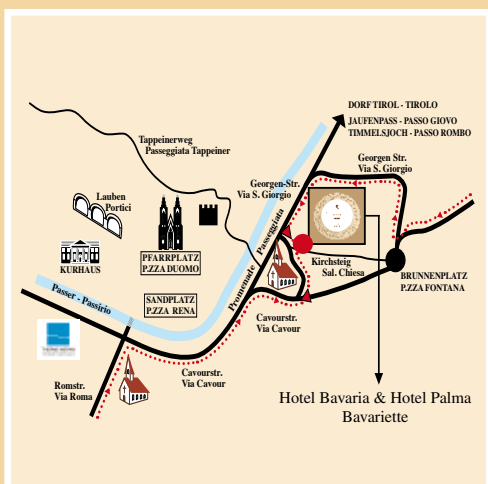 DORF TIROL - TIROLO
JAUFENPASS - PASSO GIOVO
TIMMELSJOCH - PASSO ROMBO
Tappeinerweg
Passeggiata Tappeiner
Georgen Str.
Via S. Giorgio
Georgen-Str.
Via S. Giorgio
Lauben
Portici
PFARRPLATZ
P.ZZA DUOMO
KURHAUS
Promenade Passeggiata
Kirchsteig
Sal. Chiesa
BRUNNENPLATZ
P.ZZA FONTANA
Passer - Passirio
SANDPLATZ
P.ZZA RENA
Cavourstr.
Via Cavour
Cavourstr.
Via Cavour
Romstr.
Via Roma
Hotel Bavaria & Hotel Palma
Bavariette